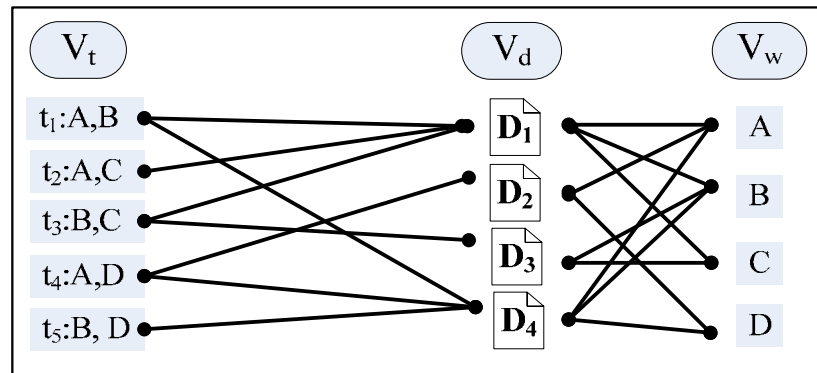 Vt Vd Vw
t1:A,B D1 A
t2:A,C D2 B
t3:B,C D3 C
t4:A,D D4 D
t5:B, D